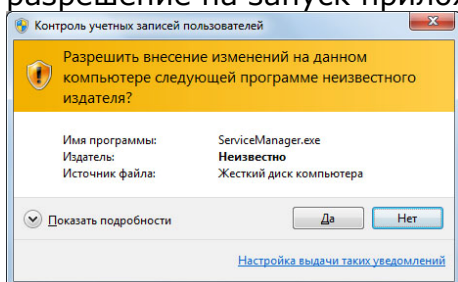 разрешение на запуск прилож
Контроль учетных записей пользователей
Разрешить внесение изменений на данном
компьютере следующей программе неизвестного
издателя?
Имя программы: ServiceManager.exe
Издатель: Неизвестно
Источник файла: Жесткий диск компьютера
Показать подробности Да Нет
Настройка выдачи таких уведомлений